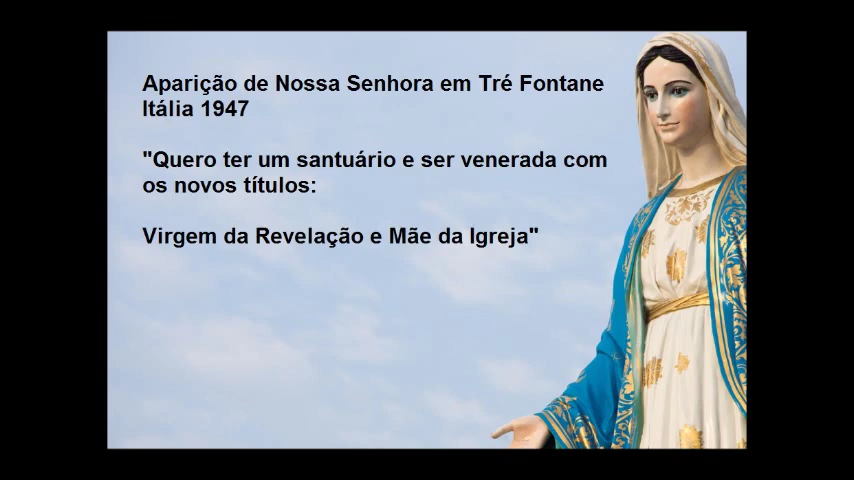 Aparição de Nossa Senhora em Tré Fontane
Itália 1947
"Quero ter um santuário e ser venerada com
os novos títulos:
Virgem da Revelação e Mãe da Igreja"